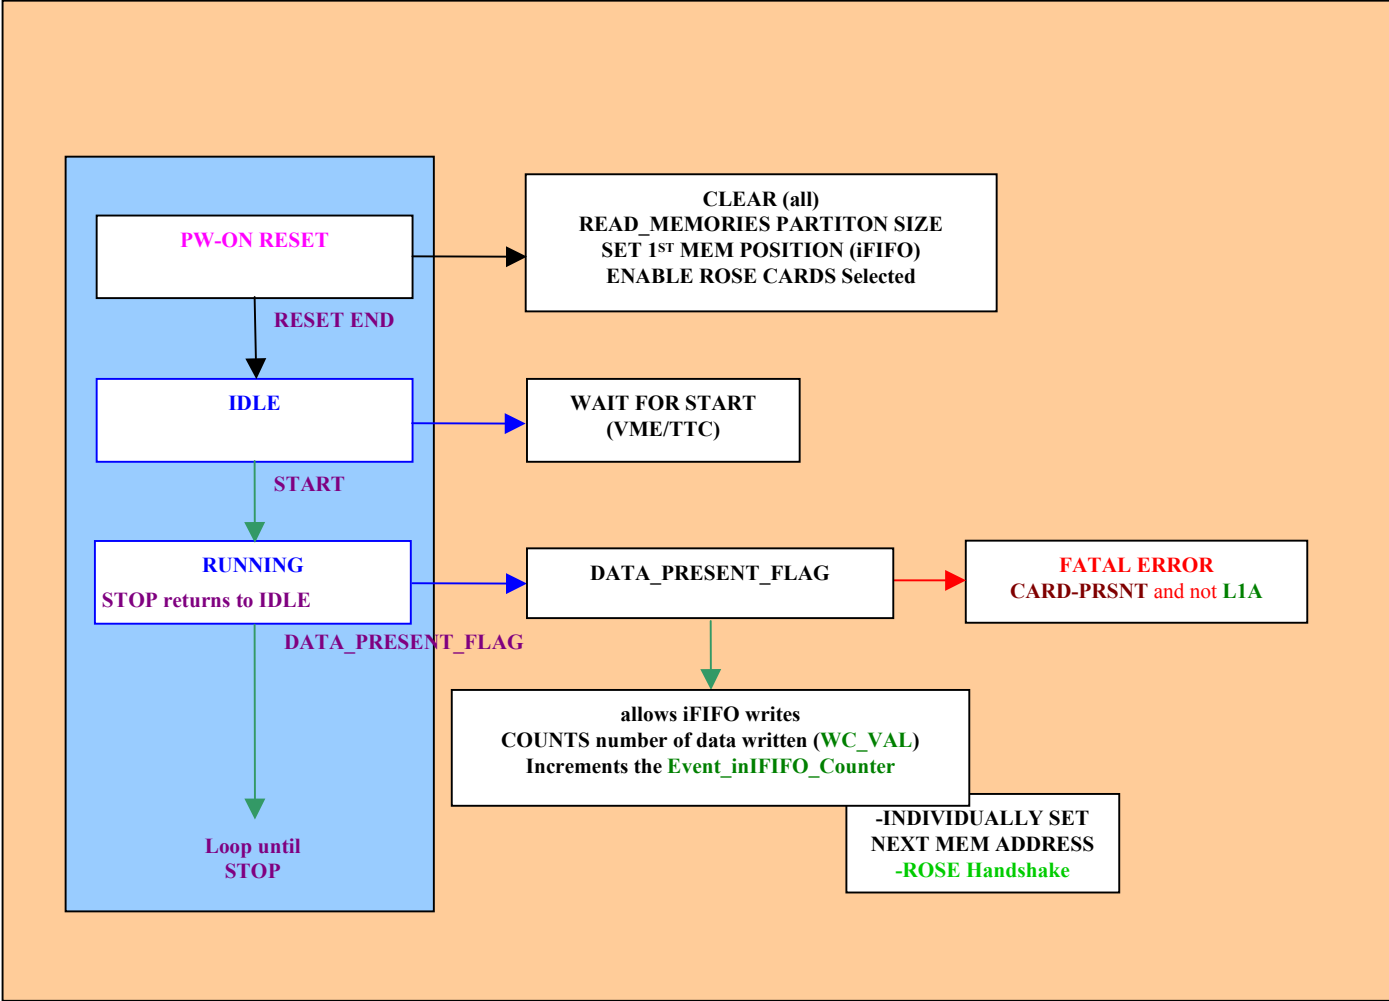 CLEAR (all)
READ_MEMORIES PARTITON SIZE
SET 1ST MEM POSITION (iFIFO)
ENABLE ROSE CARDS Selected
PW-ON RESET
RESET END
IDLE
WAIT FOR START
(VME/TTC)
START
RUNNING
STOP returns to IDLE
DATA_PRESENT_FLAG
DATA_PRESENT_FLAG
FATAL ERROR
CARD-PRSNT and not L1A
allows iFIFO writes
COUNTS number of data written (WC_VAL)
Increments the Event_inIFIFO_Counter
-INDIVIDUALLY SET
NEXT MEM ADDRESS
-ROSE Handshake
Loop until
STOP